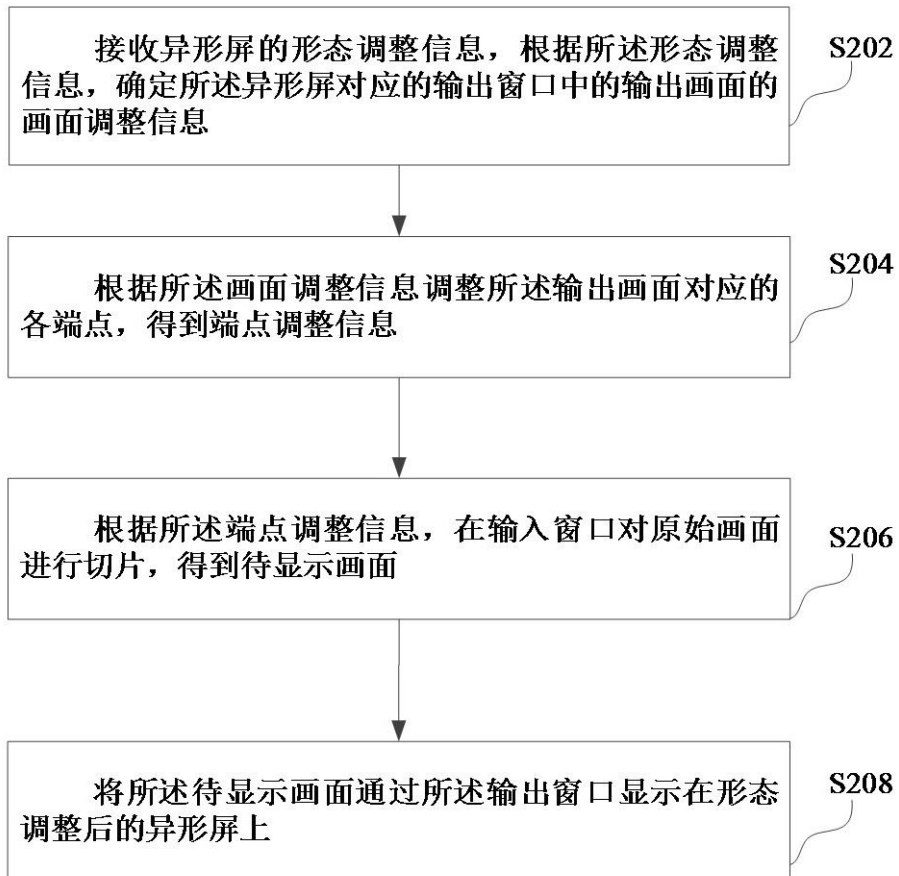 接收异形屏的形态调整信息，根据所述形态调整
信息，确定所述异形屏对应的输出窗口中的输出画面的
画面调整信息
S202
根据所述画面调整信息调整所述输出画面对应的
各端点，得到端点调整信息
S204
根据所述端点调整信息，在输入窗口对原始画面
进行切片，得到待显示画面
S206
将所述待显示画面通过所述输出窗口显示在形态
调整后的异形屏上
S208